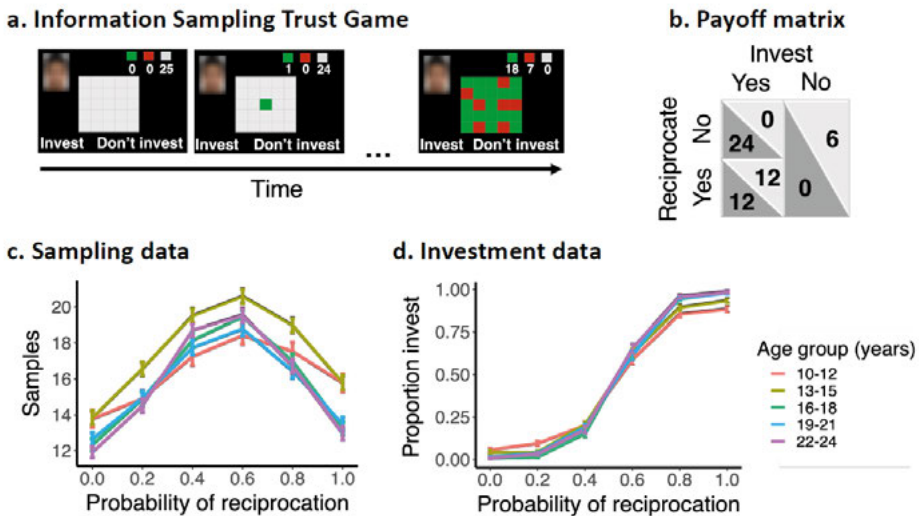 a. Information Sampling Trust Game
0 0 25
Invest Don't invest
1 0 24
Invest Don't invest
...
18 7 0
Invest Don't invest
Time
b. Payoff matrix
Invest
Yes No
Reciprocate
No
Yes
0
24
6
12
12
0
c. Sampling data
Samples
20
18
16
14
12
0.0 0.2 0.4 0.6 0.8 1.0
Probability of reciprocation
d. Investment data
Proportion invest
1.00
0.75
0.50
0.25
0.00
0.0 0.2 0.4 0.6 0.8 1.0
Probability of reciprocation
Age group (years)
10-12
13-15
16-18
19-21
22-24